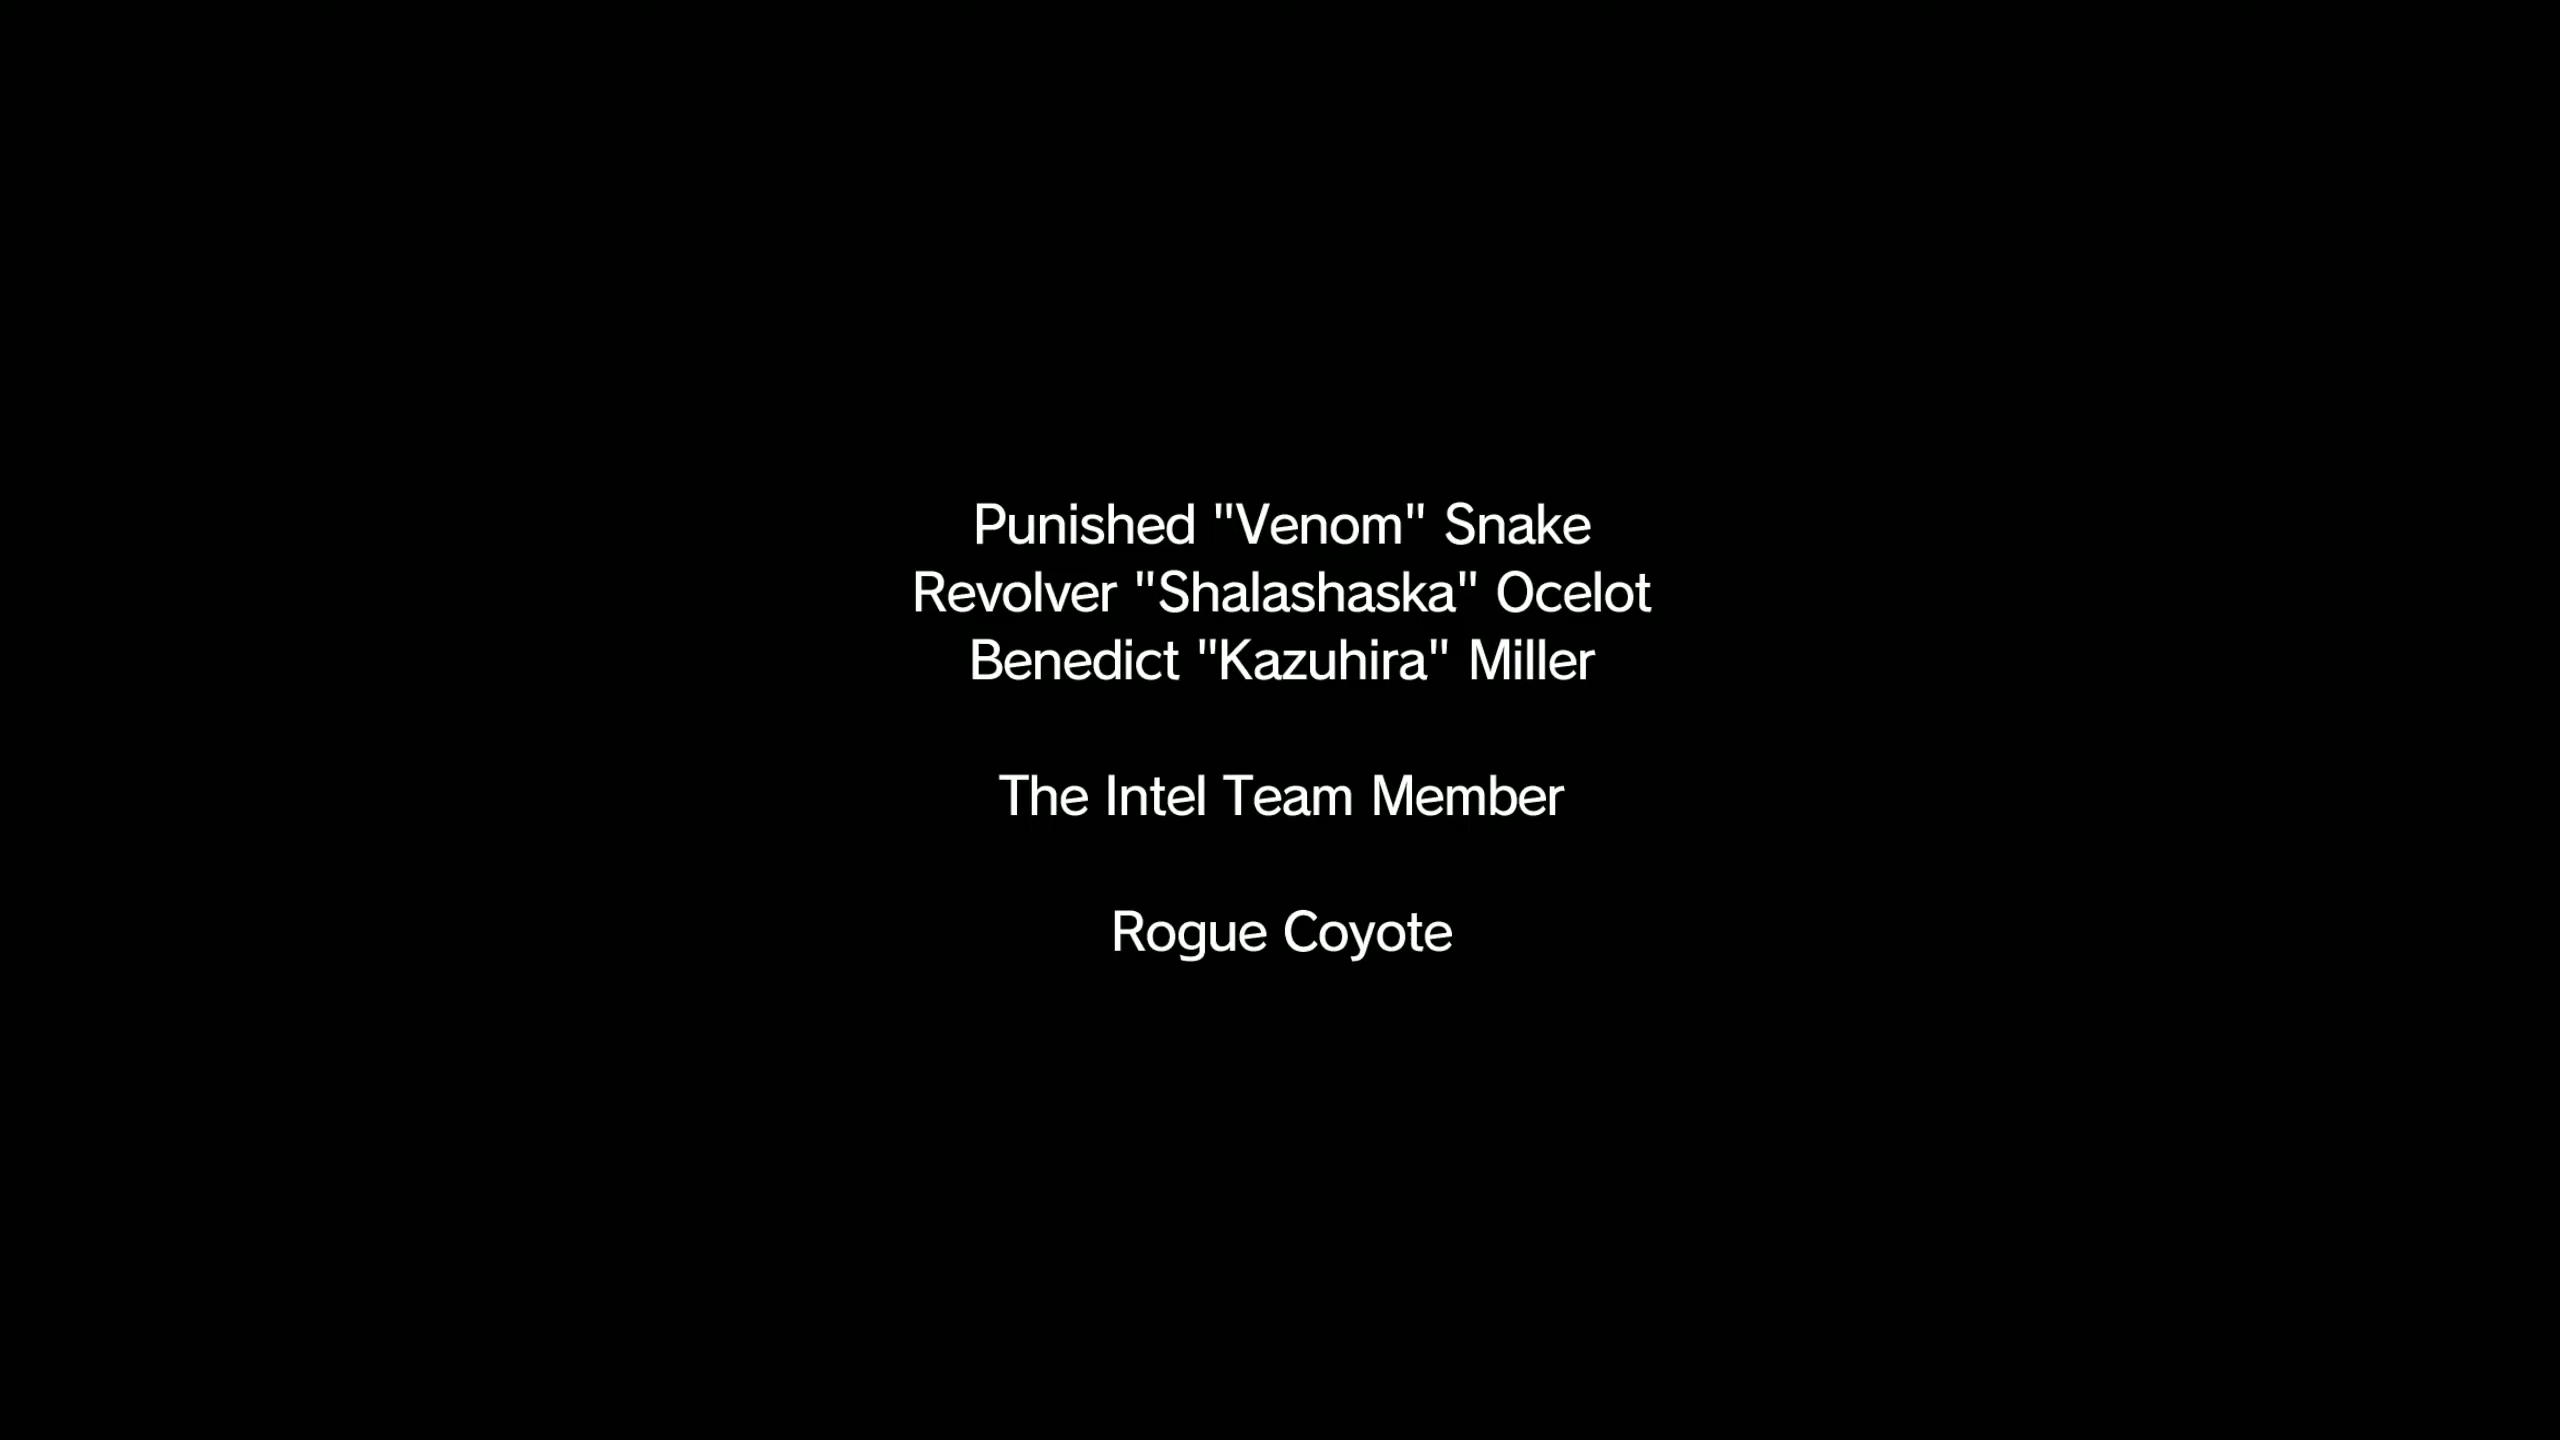 Punished "Venom" Snake
Revolver "Shalashaska" Ocelot
Benedict "Kazuhira" Miller
The Intel Team Member
Rogue Coyote